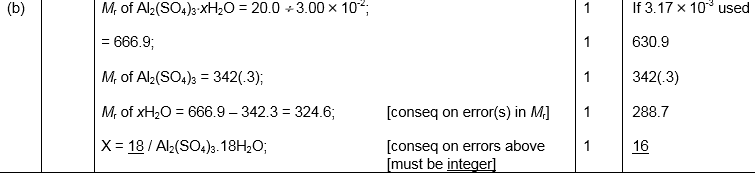 (b) Mᵣ of Al₂(SO₄)₃·xH₂O = 20.0 ÷ 3.00 × 10⁻²; 1 If 3.17 × 10⁻³ used
= 666.9; 1 630.9
Mᵣ of Al₂(SO₄)₃ = 342(.3); 1 342(.3)
Mᵣ of xH₂O = 666.9 – 342.3 = 324.6; [conseq on error(s) in Mᵣ] 1 288.7
X = 18 / Al₂(SO₄)₃.18H₂O; [conseq on errors above 1 16
[must be integer]